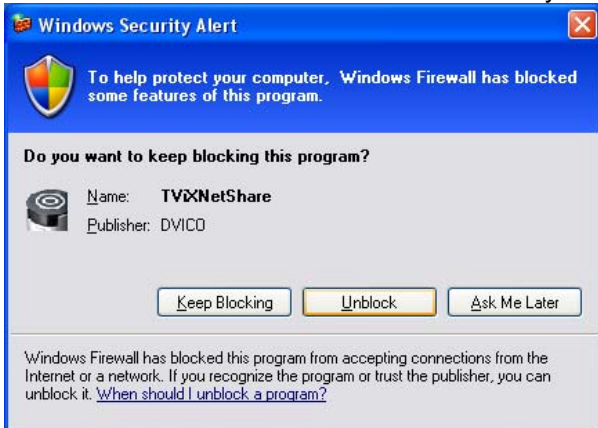 Windows Security Alert
To help protect your computer, Windows Firewall has blocked
some features of this program.
Do you want to keep blocking this program?
Name: TViXNetShare
Publisher: DVICO
Keep Blocking Unblock Ask Me Later
Windows Firewall has blocked this program from accepting connections from the
Internet or a network. If you recognize the program or trust the publisher, you can
unblock it. When should I unblock a program?